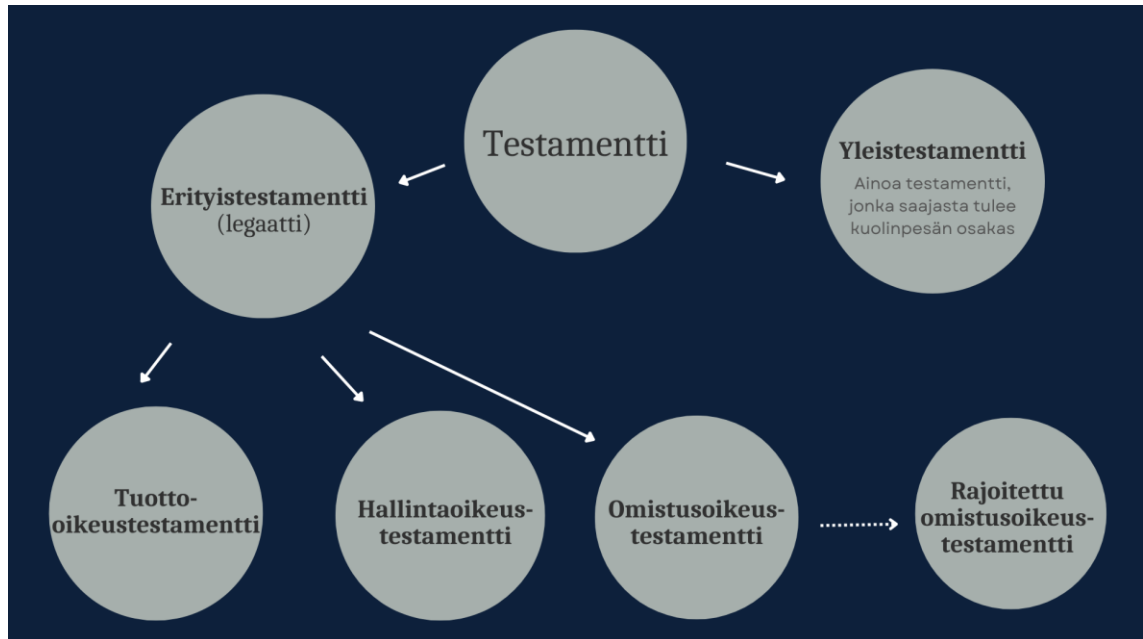 Testamentti
Erityistestamentti
(legaatti)
Yleistestamentti
Ainoa testamentti,
jonka saajasta tulee
kuolinpesän osakas
Tuotto-
oikeustestamentti
Hallintaoikeus-
testamentti
Omistusoikeus-
testamentti
Rajoitettu
omistusoikeus-
testamentti